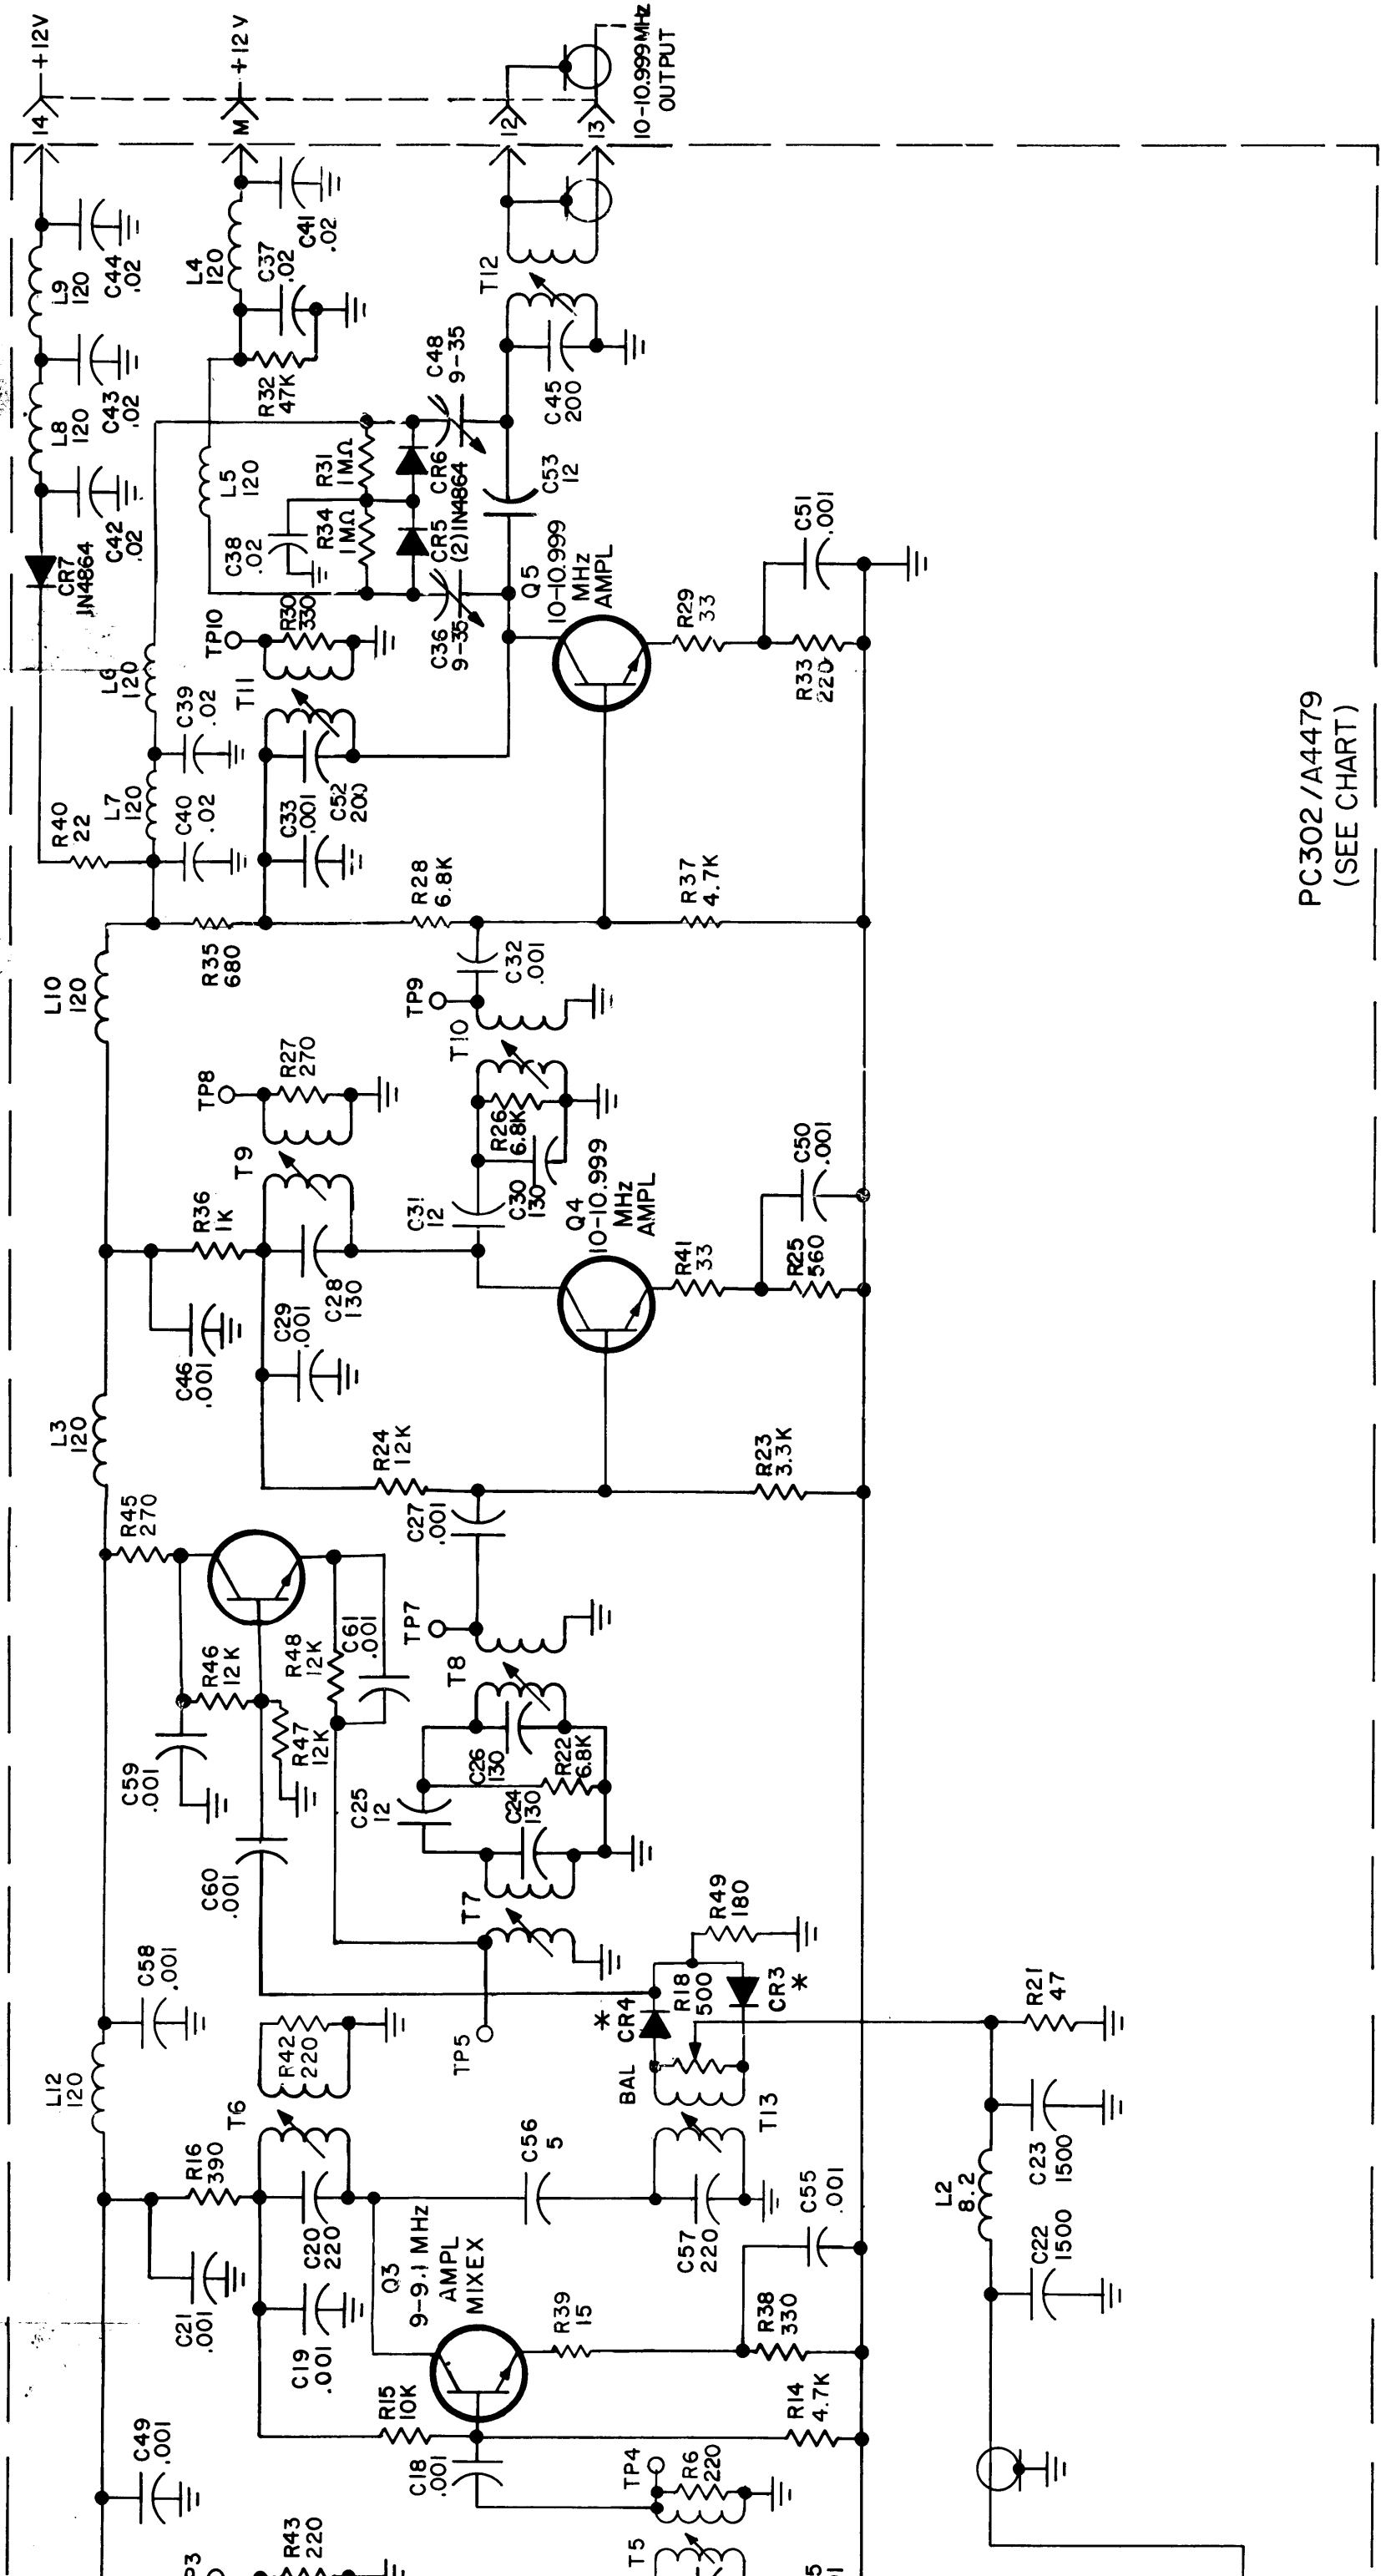 14
+12V
M
+12V
12
13
10-10.999MHz
OUTPUT
L9
120
C44
.02
L8
120
C43
.02
C42
.02
CR7
1N4864
L4
120
C37
.02
C41
.02
R32
47K
L5
120
T12
C48
9-35
C45
200
R31
1MΩ
CR6
C53
12
C38
.02
R34
1MΩ
CR5
(2)1N4864
C36
9-35
Q5
10-10.999
MHz
AMPL
C51
.001
R29
33
R33
220
TP10
R30
330
T11
L6
120
C39
.02
L7
120
C40
.02
R40
22
C33
.001
C52
200
R28
6.8K
R37
4.7K
R35
680
L10
120
C32
.001
TP9
T10
R26
6.8K
C30
130
C31
12
TP8
R27
270
T9
R36
1K
C28
130
C29
.001
C46
.001
Q4
10-10.999
MHz
AMPL
C50
.001
R41
33
R25
560
L3
120
R24
12K
R23
3.3K
C27
.001
R45
270
R46
12K
R48
12K
C61
.001
R47
12K
C59
.001
C60
.001
TP7
T8
C26
130
R22
6.8K
C25
12
C24
130
T7
TP5
C58
.001
L12
120
R42
220
T6
R49
180
R18
500
CR3
*
*
CR4
BAL
T13
R21
47
C23
1500
L2
8.2
C22
1500
R16
390
C20
220
C21
.001
C19
.001
C56
5
C57
220
C55
.001
Q3
9-9.1 MHz
AMPL
MIXEX
R39
15
R38
330
R15
10K
R14
4.7K
C18
.001
C49
.001
TP4
R6
220
T5
R43
220
P3
PC302/A4479
(SEE CHART)